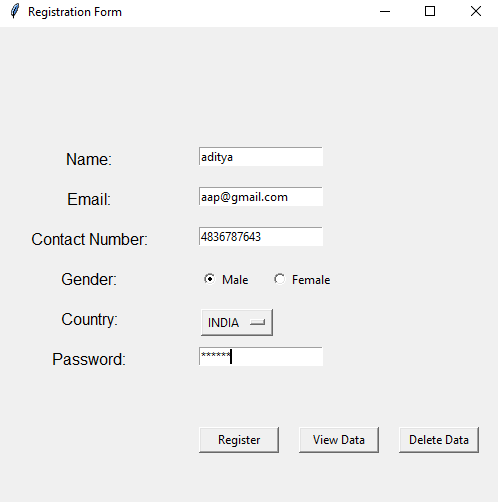 Registration Form
Name: aditya
Email: aap@gmail.com
Contact Number: 4836787643
Gender: Male Female
Country: INDIA
Password: ******
Register View Data Delete Data